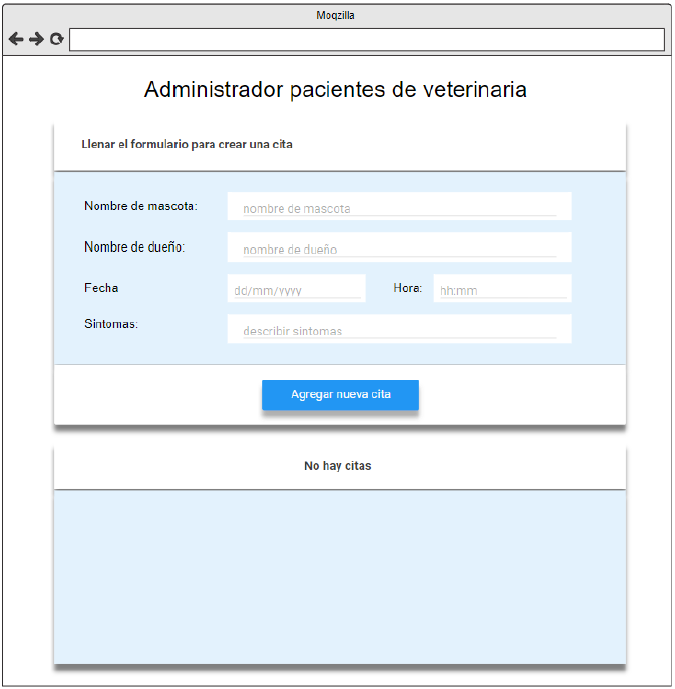 Moqzilla
Administrador pacientes de veterinaria
Llenar el formulario para crear una cita
Nombre de mascota: nombre de mascota
Nombre de dueño: nombre de dueño
Fecha dd/mm/yyyy Hora: hh:mm
Sintomas: describir sintomas
Agregar nueva cita
No hay citas